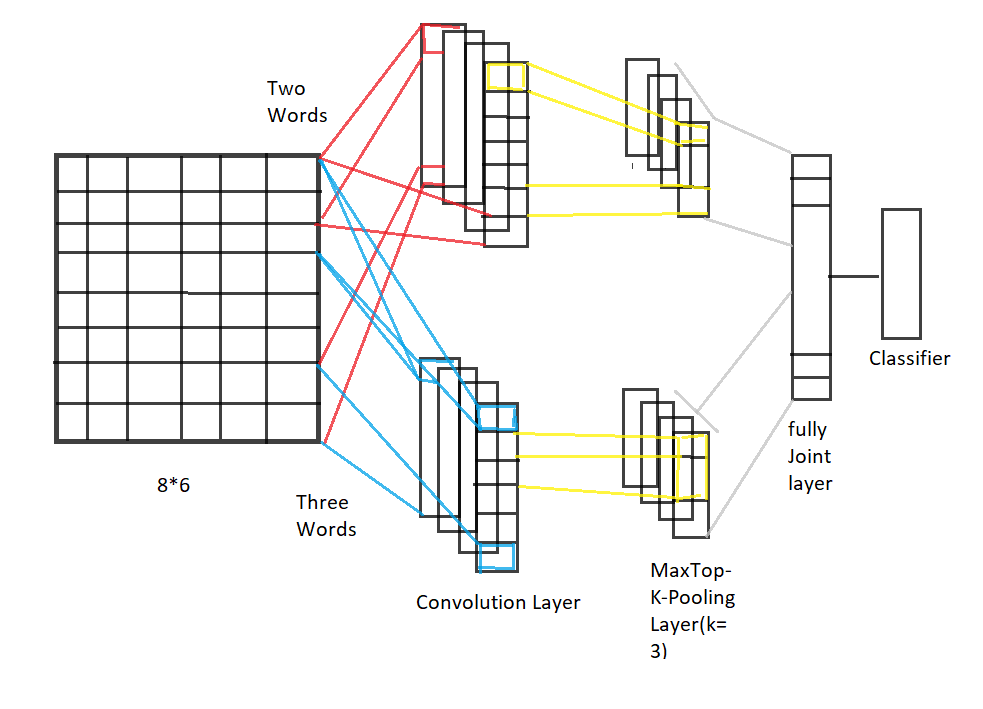 Two
Words
8*6
Three
Words
Convolution Layer
MaxTop-
K-Pooling
Layer(k=
3)
fully
Joint
layer
Classifier